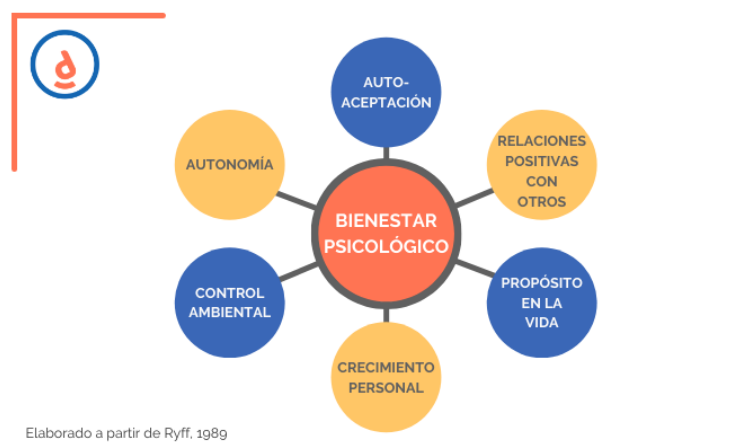 AUTO-
ACEPTACIÓN
RELACIONES
POSITIVAS
CON
OTROS
AUTONOMÍA
BIENESTAR
PSICOLÓGICO
CONTROL
AMBIENTAL
PROPÓSITO
EN LA
VIDA
CRECIMIENTO
PERSONAL
Elaborado a partir de Ryff, 1989